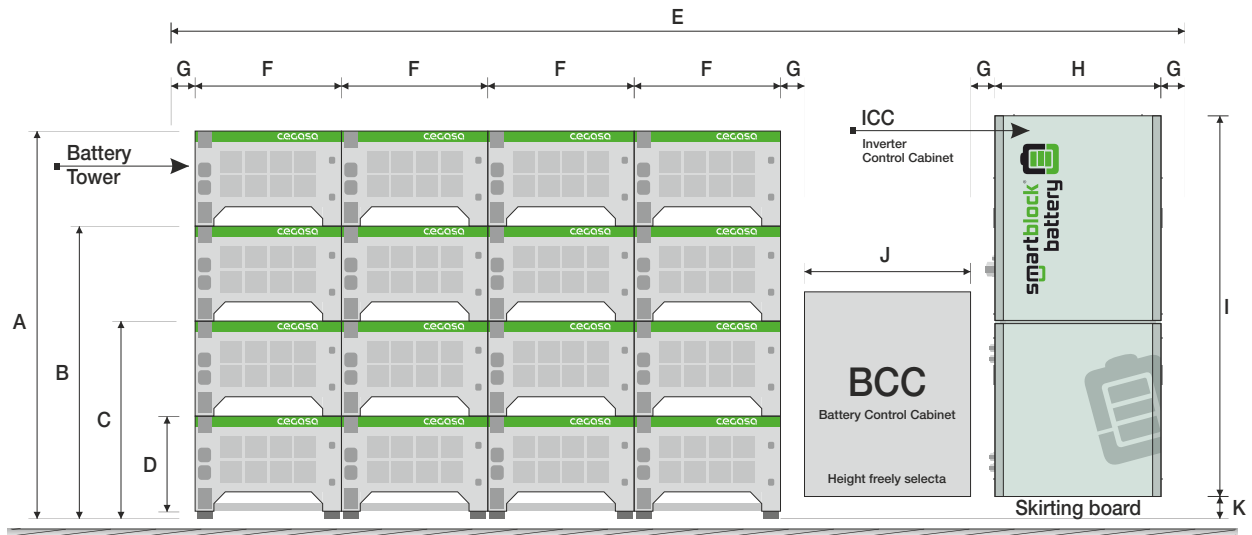 E
G F F F F G G H G
ICC
Inverter
Control Cabinet
Battery
Tower
cegasa cegasa cegasa cegasa
smartblock®
battery
cegasa cegasa cegasa cegasa
J
A
I
B
cegasa cegasa cegasa cegasa
BCC
Battery Control Cabinet
C
cegasa cegasa cegasa cegasa
D
Height freely selecta
Skirting board
K